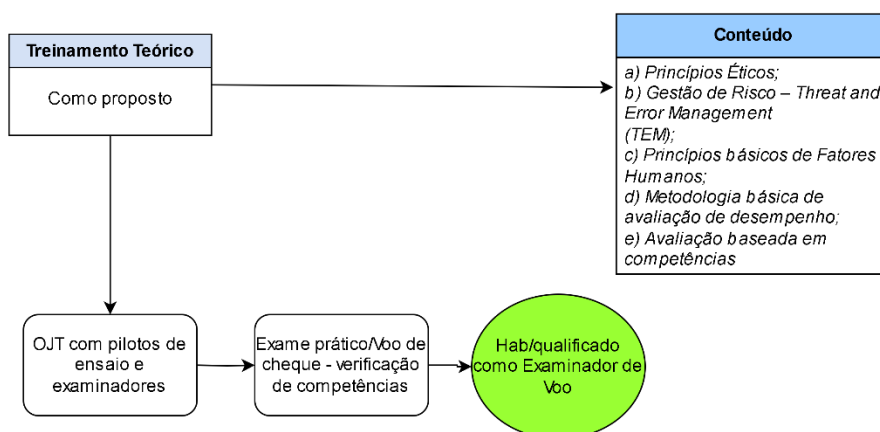 Treinamento Teórico
Como proposto
Conteúdo
a) Princípios Éticos;
b) Gestão de Risco – Threat and
Error Management
(TEM);
c) Princípios básicos de Fatores
Humanos;
d) Metodologia básica de
avaliação de desempenho;
e) Avaliação baseada em
competências
OJT com pilotos de
ensaio e
examinadores
Exame prático/Voo de
cheque - verificação
de competências
Hab/qualificado
como Examinador de
Voo